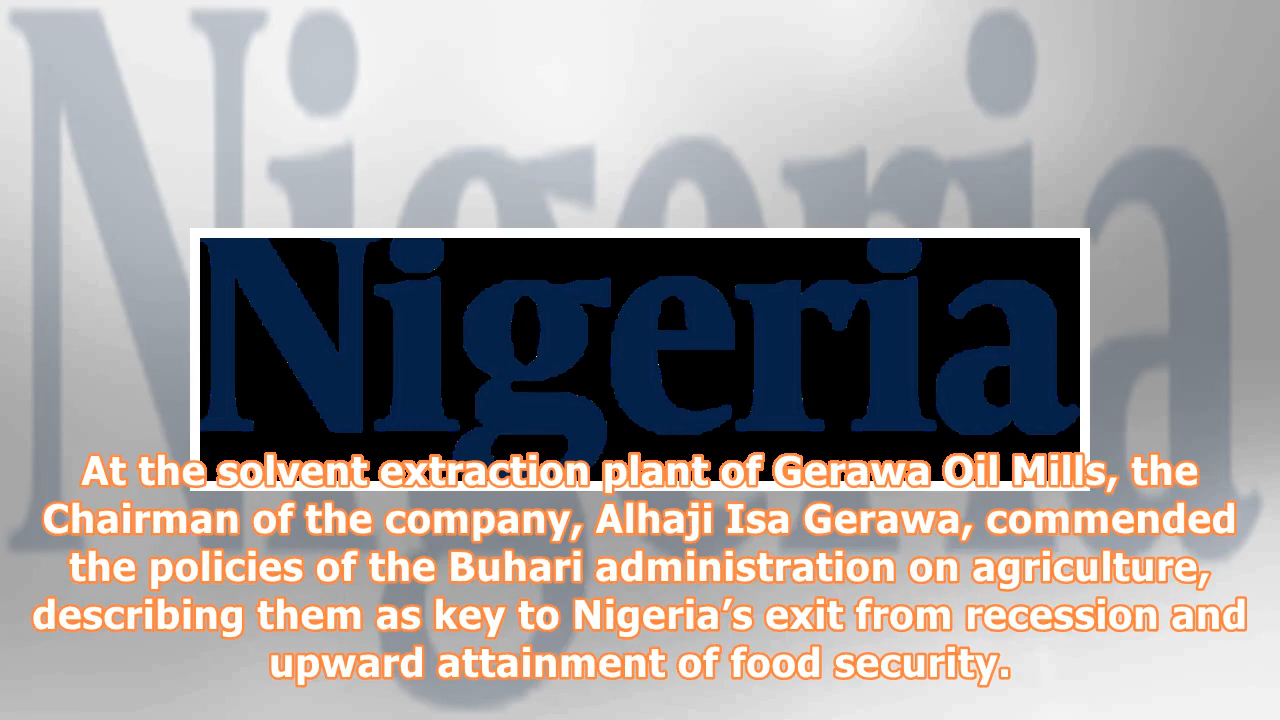 Nigeria
Nigeria
At the solvent extraction plant of Gerawa Oil Mills, the
Chairman of the company, Alhaji Isa Gerawa, commended
the policies of the Buhari administration on agriculture,
describing them as key to Nigeria’s exit from recession and
upward attainment of food security.